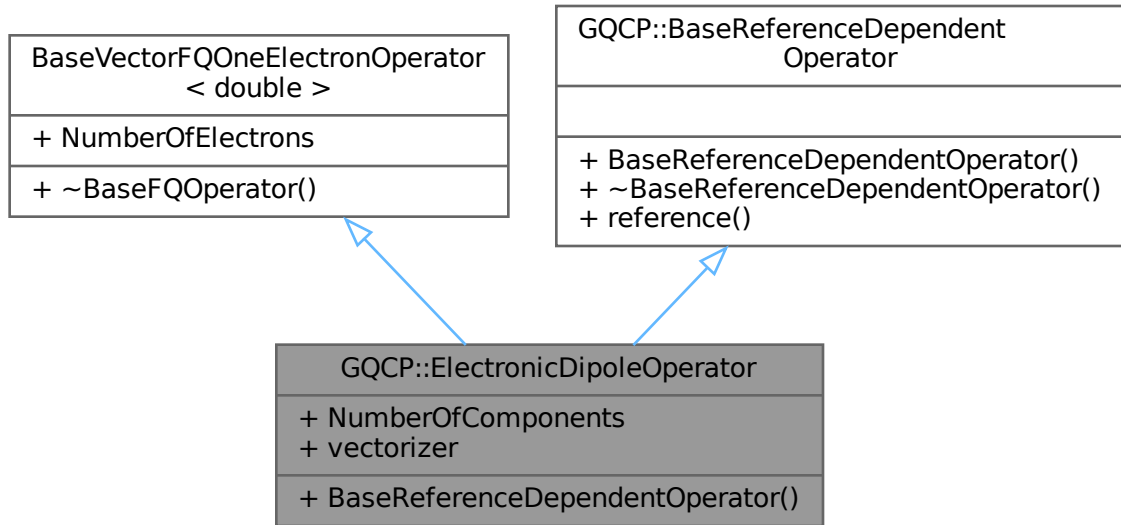 BaseVectorFQOneElectronOperator
< double >
+ NumberOfElectrons
+ ~BaseFQOperator()
GQCP::BaseReferenceDependent
Operator
+ BaseReferenceDependentOperator()
+ ~BaseReferenceDependentOperator()
+ reference()
GQCP::ElectronicDipoleOperator
+ NumberOfComponents
+ vectorizer
+ BaseReferenceDependentOperator()